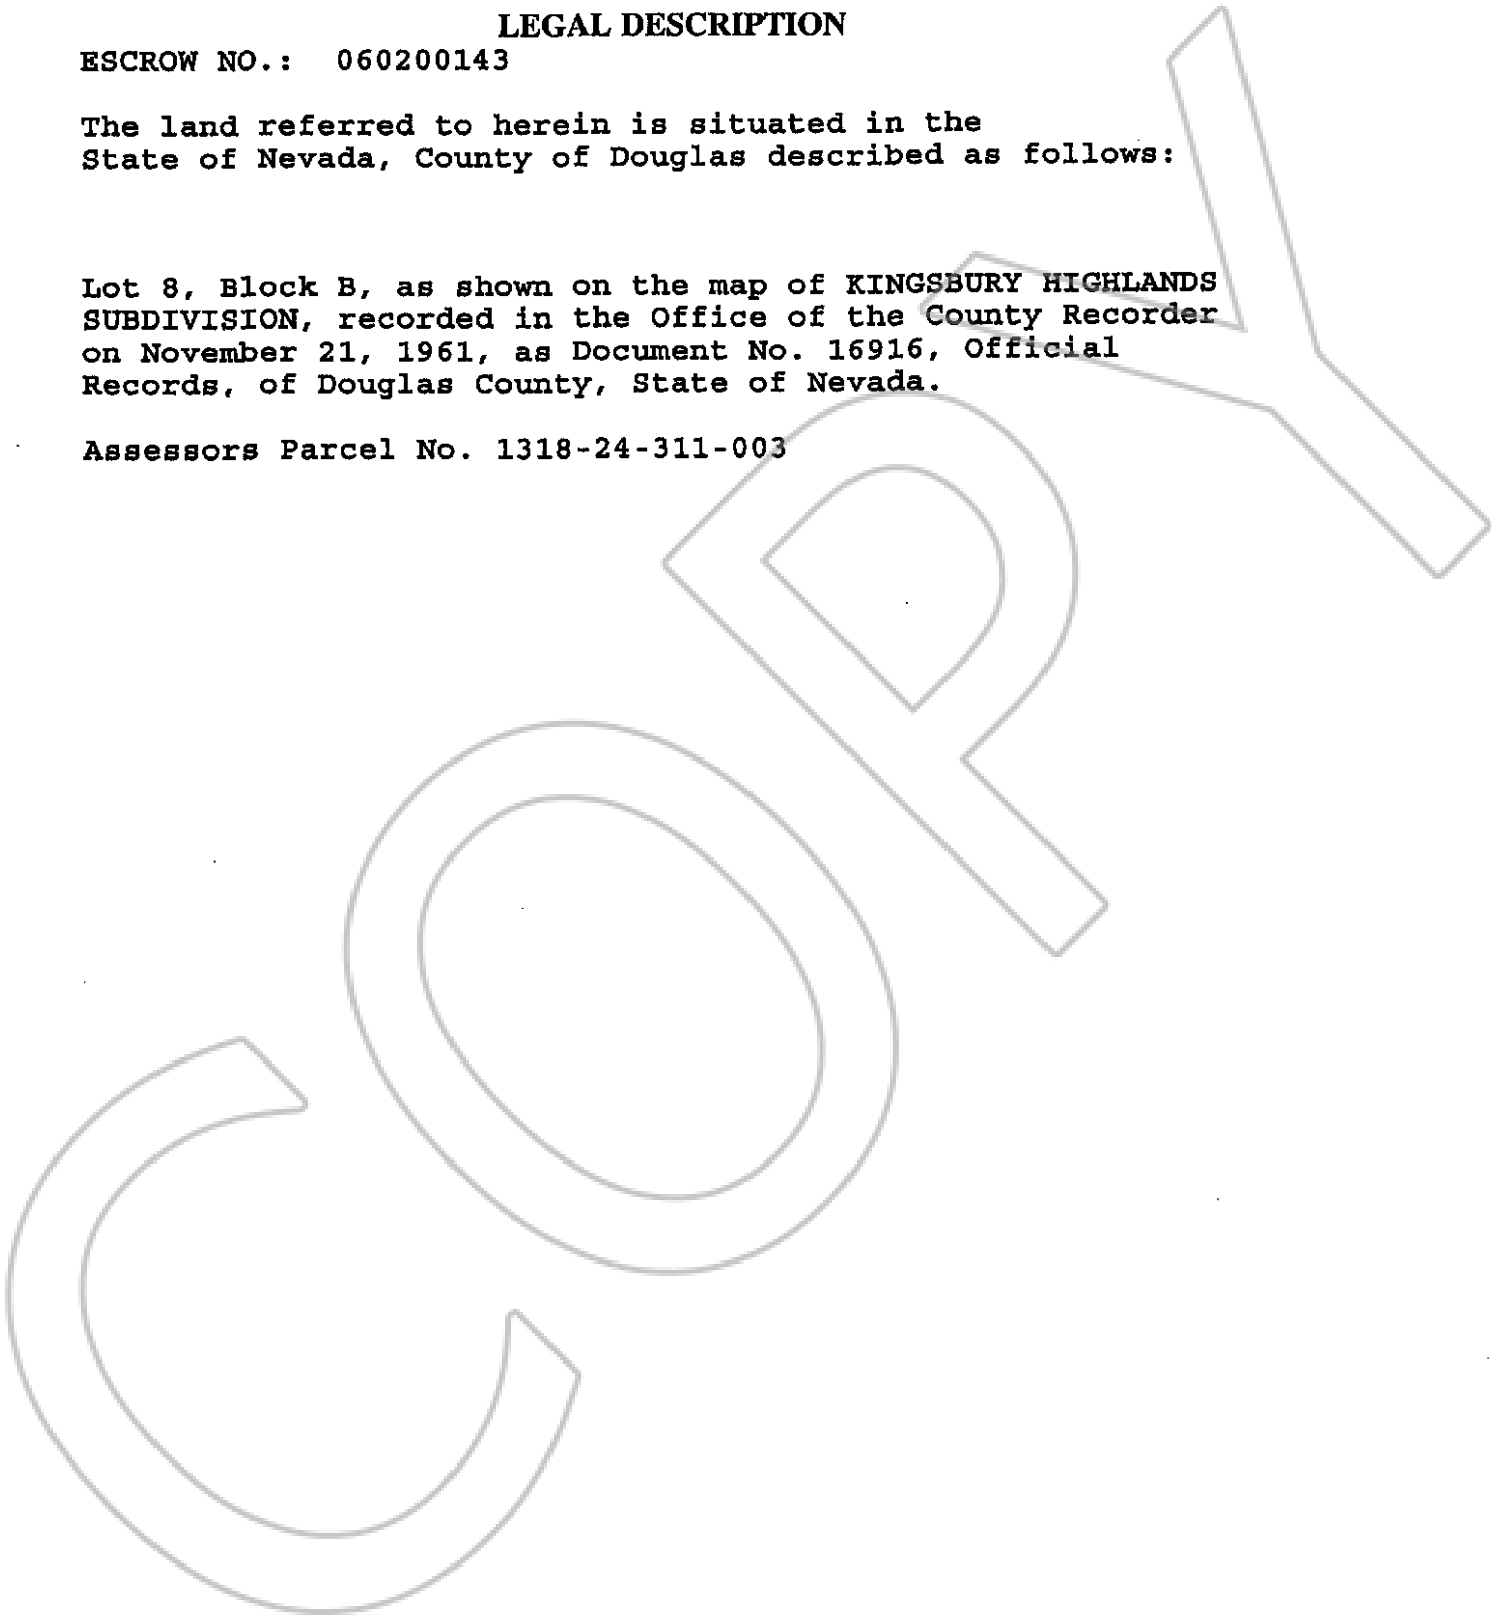 LEGAL DESCRIPTION
ESCROW NO.: 060200143
The land referred to herein is situated in the
State of Nevada, County of Douglas described as follows:
Lot 8, Block B, as shown on the map of KINGSBURY HIGHLANDS
SUBDIVISION, recorded in the Office of the County Recorder
on November 21, 1961, as Document No. 16916, Official
Records, of Douglas County, State of Nevada.
Assessors Parcel No. 1318-24-311-003
COPY